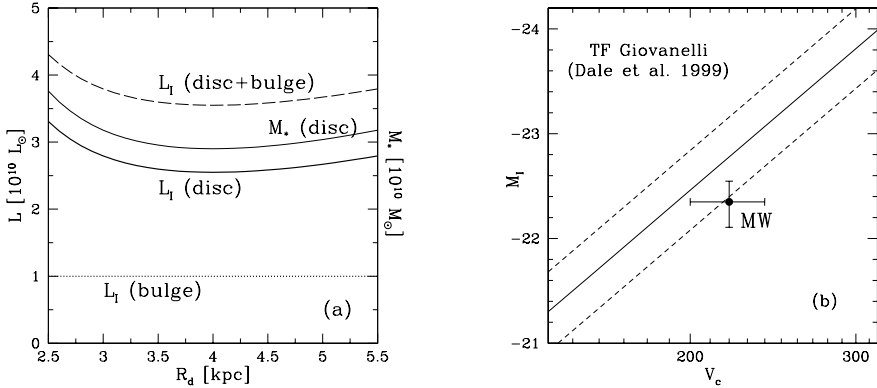 5
4
3
2
1
0
L [10¹⁰ L⊙]
L_I (disc+bulge)
M_* (disc)
L_I (disc)
L_I (bulge)
(a)
M_* [10¹⁰ M⊙]
2.5 3 3.5 4 4.5 5 5.5
R_d [kpc]
-24
-23
-22
-21
M_I
TF Giovanelli
(Dale et al. 1999)
MW
(b)
200 300
V_c